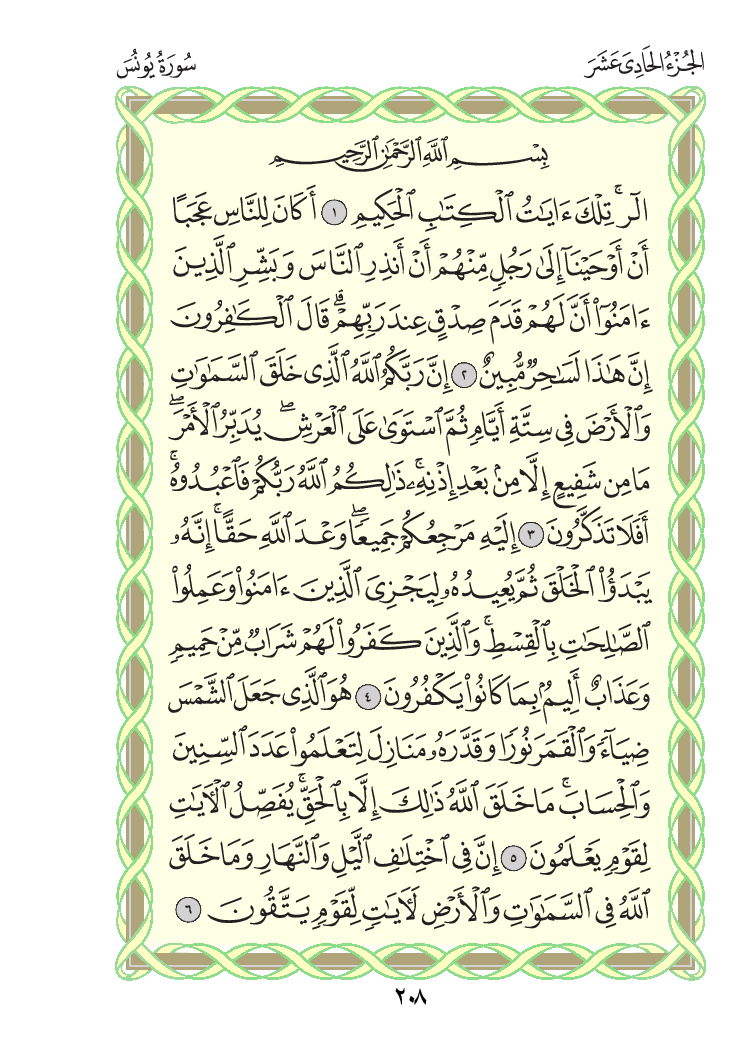 الجُزْءُ الحَادِيَ عَشَرَ
سُورَةُ يُونُسَ
بِسْمِ ٱللَّهِ ٱلرَّحْمَٰنِ ٱلرَّحِيمِ
الٓرۚ تِلْكَ ءَايَٰتُ ٱلْكِتَٰبِ ٱلْحَكِيمِ ١ أَكَانَ لِلنَّاسِ عَجَبًا
أَنْ أَوْحَيْنَآ إِلَىٰ رَجُلٍ مِّنْهُمْ أَنْ أَنذِرِ ٱلنَّاسَ وَبَشِّرِ ٱلَّذِينَ
ءَامَنُوٓا۟ أَنَّ لَهُمْ قَدَمَ صِدْقٍ عِندَ رَبِّهِمْۗ قَالَ ٱلْكَٰفِرُونَ
إِنَّ هَٰذَا لَسَٰحِرٌ مُّبِينٌ ٢ إِنَّ رَبَّكُمُ ٱللَّهُ ٱلَّذِى خَلَقَ ٱلسَّمَٰوَٰتِ
وَٱلْأَرْضَ فِى سِتَّةِ أَيَّامٍ ثُمَّ ٱسْتَوَىٰ عَلَى ٱلْعَرْشِۖ يُدَبِّرُ ٱلْأَمْرَۖ
مَا مِن شَفِيعٍ إِلَّا مِنۢ بَعْدِ إِذْنِهِۦۚ ذَٰلِكُمُ ٱللَّهُ رَبُّكُمْ فَٱعْبُدُوهُۚ
أَفَلَا تَذَكَّرُونَ ٣ إِلَيْهِ مَرْجِعُكُمْ جَمِيعًاۖ وَعْدَ ٱللَّهِ حَقًّاۚ إِنَّهُۥ
يَبْدَؤُا۟ ٱلْخَلْقَ ثُمَّ يُعِيدُهُۥ لِيَجْزِىَ ٱلَّذِينَ ءَامَنُوا۟ وَعَمِلُوا۟
ٱلصَّٰلِحَٰتِ بِٱلْقِسْطِۚ وَٱلَّذِينَ كَفَرُوا۟ لَهُمْ شَرَابٌ مِّنْ حَمِيمٍ
وَعَذَابٌ أَلِيمٌۢ بِمَا كَانُوا۟ يَكْفُرُونَ ٤ هُوَ ٱلَّذِى جَعَلَ ٱلشَّمْسَ
ضِيَآءً وَٱلْقَمَرَ نُورًا وَقَدَّرَهُۥ مَنَازِلَ لِتَعْلَمُوا۟ عَدَدَ ٱلسِّنِينَ
وَٱلْحِسَابَۚ مَا خَلَقَ ٱللَّهُ ذَٰلِكَ إِلَّا بِٱلْحَقِّۚ يُفَصِّلُ ٱلْءَايَٰتِ
لِقَوْمٍ يَعْلَمُونَ ٥ إِنَّ فِى ٱخْتِلَٰفِ ٱلَّيْلِ وَٱلنَّهَارِ وَمَا خَلَقَ
ٱللَّهُ فِى ٱلسَّمَٰوَٰتِ وَٱلْأَرْضِ لَءَايَٰتٍ لِّقَوْمٍ يَتَّقُونَ ٦
٢٠٨